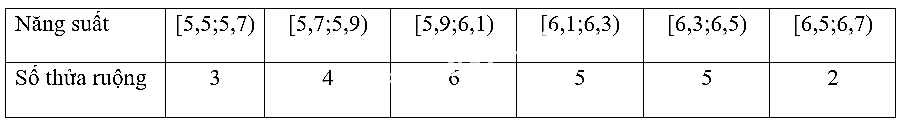 Năng suất [5,5;5,7) [5,7;5,9) [5,9;6,1) [6,1;6,3) [6,3;6,5) [6,5;6,7)
Số thửa ruộng 3 4 6 5 5 2